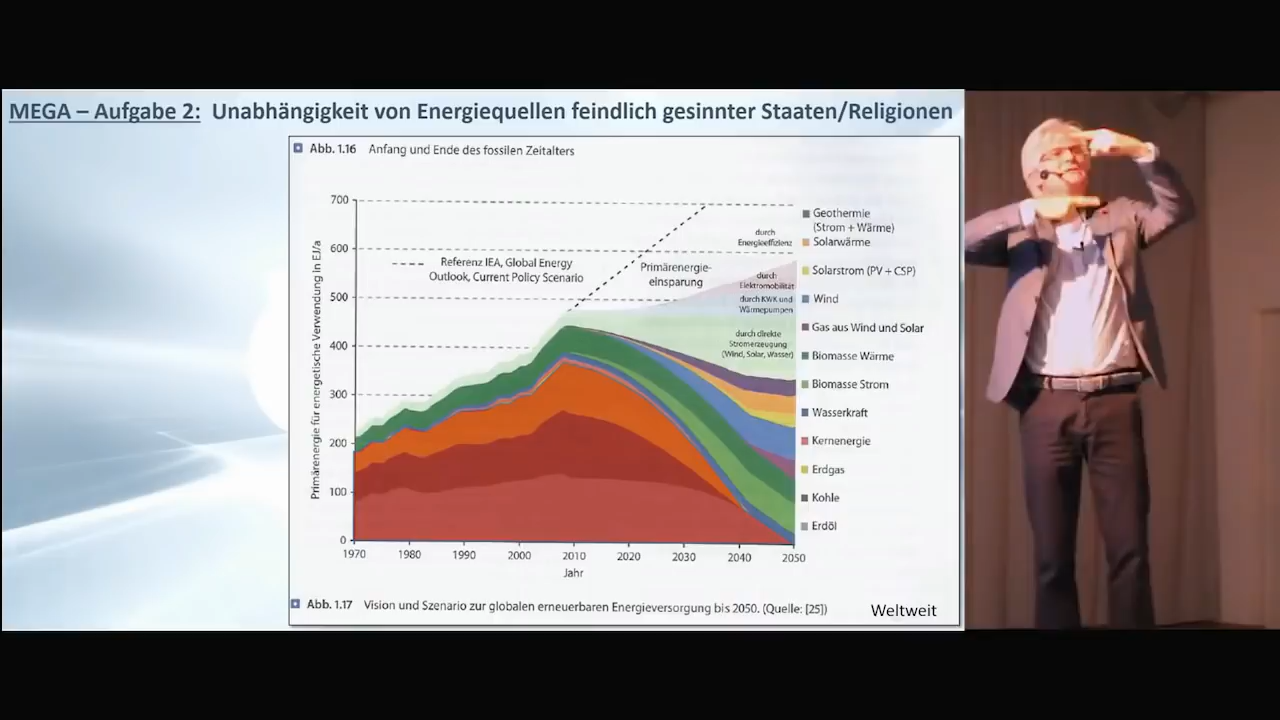 MEGA – Aufgabe 2: Unabhängigkeit von Energiequellen feindlich gesinnter Staaten/Religionen
Abb. 1.16 Anfang und Ende des fossilen Zeitalters
Primärenergie für energetische Verwendung in EJ/a
700
600
500
400
300
200
100
0
Referenz IEA, Global Energy
Outlook, Current Policy Scenario
Primärenergie-
einsparung
durch
Energieeffizienz
durch
Elektromobilität
durch KWK und
Wärmepumpen
durch direkte
Stromerzeugung
(Wind, Solar, Wasser)
Geothermie
(Strom + Wärme)
Solarwärme
Solarstrom (PV + CSP)
Wind
Gas aus Wind und Solar
Biomasse Wärme
Biomasse Strom
Wasserkraft
Kernenergie
Erdgas
Kohle
Erdöl
1970 1980 1990 2000 2010 2020 2030 2040 2050
Jahr
Abb. 1.17 Vision und Szenario zur globalen erneuerbaren Energieversorgung bis 2050. (Quelle: [25])
Weltweit